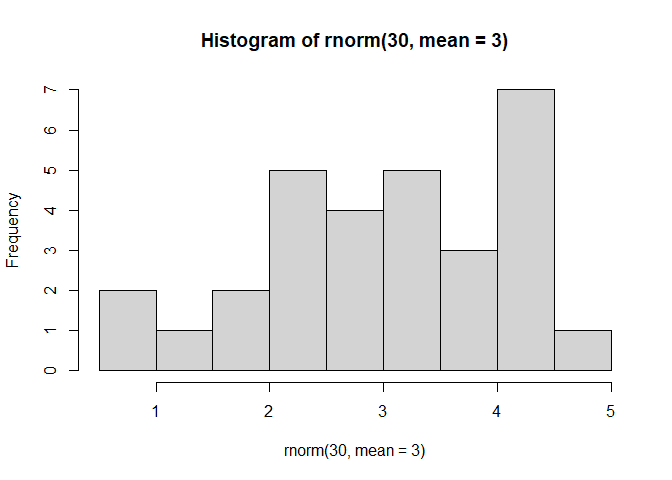 Histogram of rnorm(30, mean = 3)
Frequency
7
6
5
4
3
2
1
0
1 2 3 4 5
rnorm(30, mean = 3)